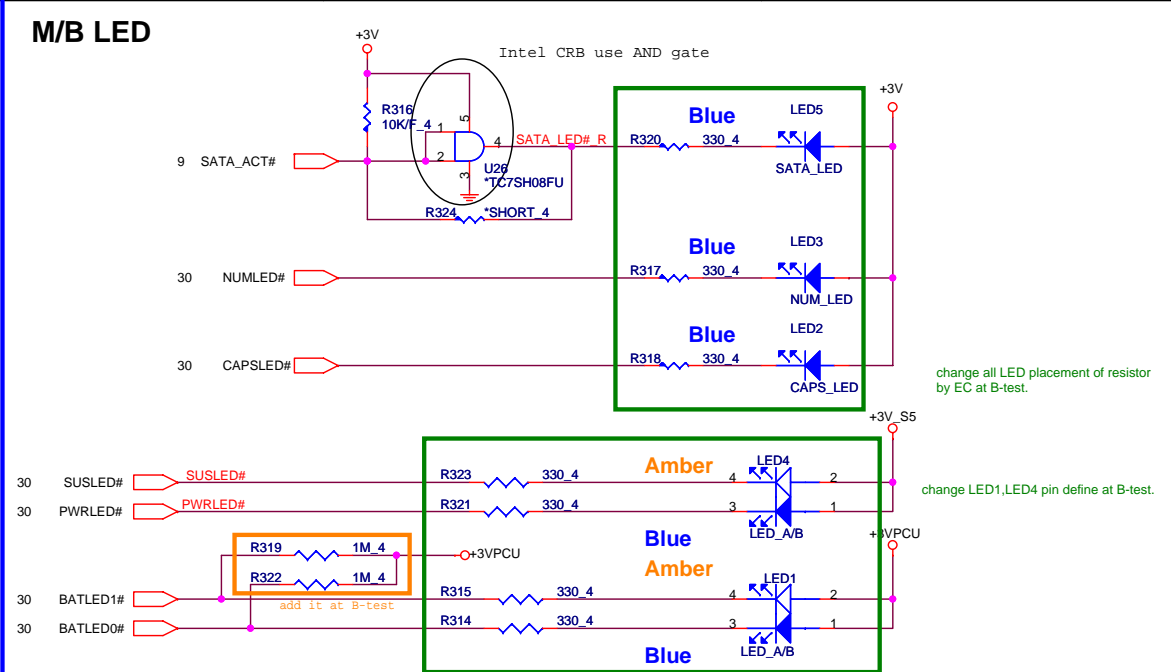 M/B LED
+3V
Intel CRB use AND gate
R316
10K/F_4
1
2
5
4
3
U26
*TC7SH08FU
SATA_LED#_R
9 SATA_ACT#
R324 *SHORT_4
+3V
Blue LED5
R320 330_4
SATA_LED
Blue LED3
30 NUMLED# R317 330_4
NUM_LED
Blue LED2
30 CAPSLED# R318 330_4
CAPS_LED
change all LED placement of resistor
by EC at B-test.
+3V_S5
Amber LED4
30 SUSLED# SUSLED# R323 330_4 4 2
change LED1,LED4 pin define at B-test.
30 PWRLED# PWRLED# R321 330_4 3 1
LED_A/B
Blue
+3VPCU
R319 1M_4 +3VPCU
Amber
R322 1M_4
LED1
30 BATLED1# R315 330_4 4 2
add it at B-test
30 BATLED0# R314 330_4 3 1
LED_A/B
Blue